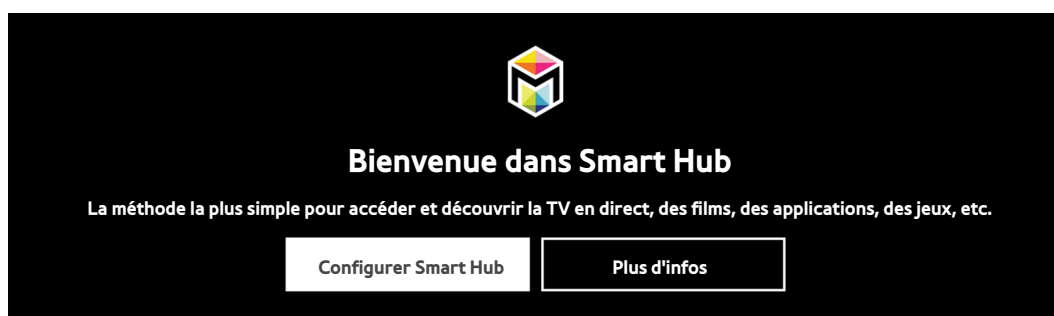 Bienvenue dans Smart Hub
La méthode la plus simple pour accéder et découvrir la TV en direct, des films, des applications, des jeux, etc.
Configurer Smart Hub
Plus d'infos